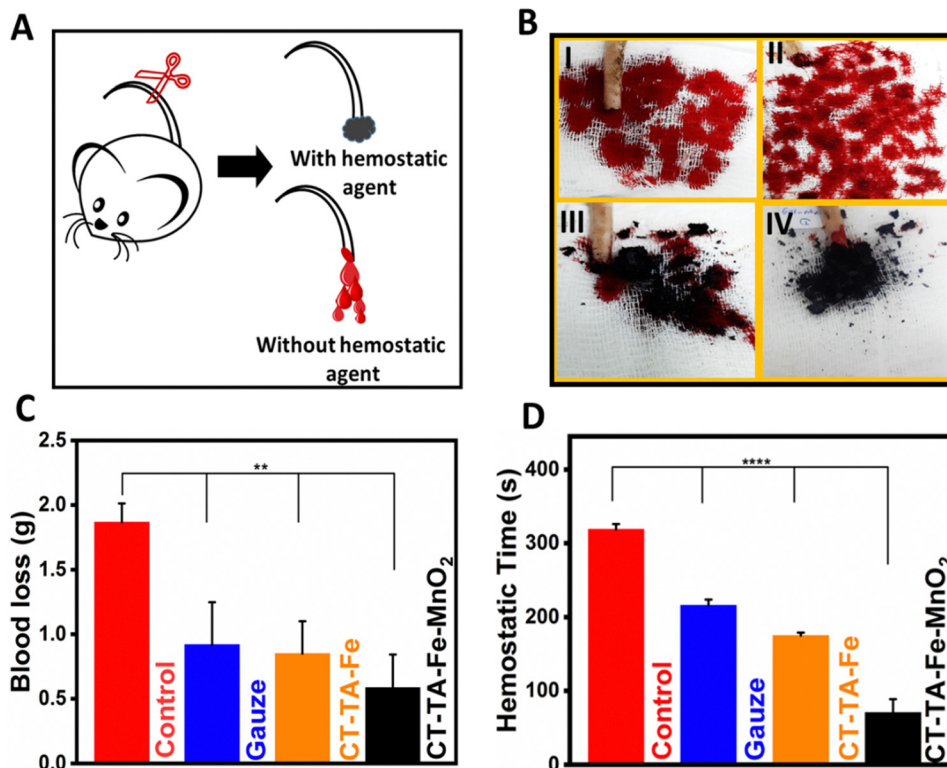 A
With hemostatic
agent
Without hemostatic
agent
B
I
II
III
IV
C
Blood loss (g)
2.5
2.0
1.5
1.0
0.5
0.0
**
Control
Gauze
CT-TA-Fe
CT-TA-Fe-MnO₂
D
Hemostatic Time (s)
400
300
200
100
0
****
Control
Gauze
CT-TA-Fe
CT-TA-Fe-MnO₂